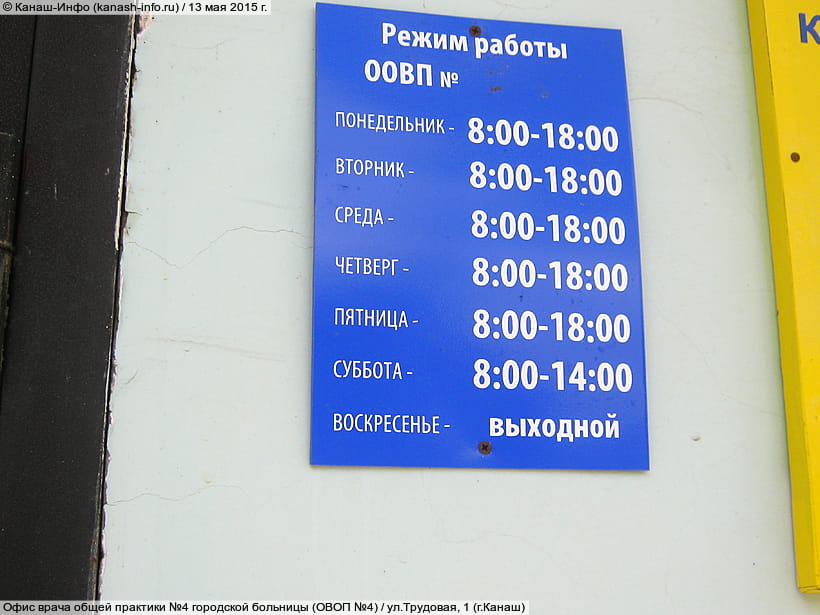 © Канаш-Инфо (kanash-info.ru) / 13 мая 2015 г.
Режим работы
ООВП №
ПОНЕДЕЛЬНИК - 8:00-18:00
ВТОРНИК - 8:00-18:00
СРЕДА - 8:00-18:00
ЧЕТВЕРГ - 8:00-18:00
ПЯТНИЦА - 8:00-18:00
СУББОТА - 8:00-14:00
ВОСКРЕСЕНЬЕ - выходной
К
Офис врача общей практики №4 городской больницы (ОВОП №4) / ул.Трудовая, 1 (г.Канаш)